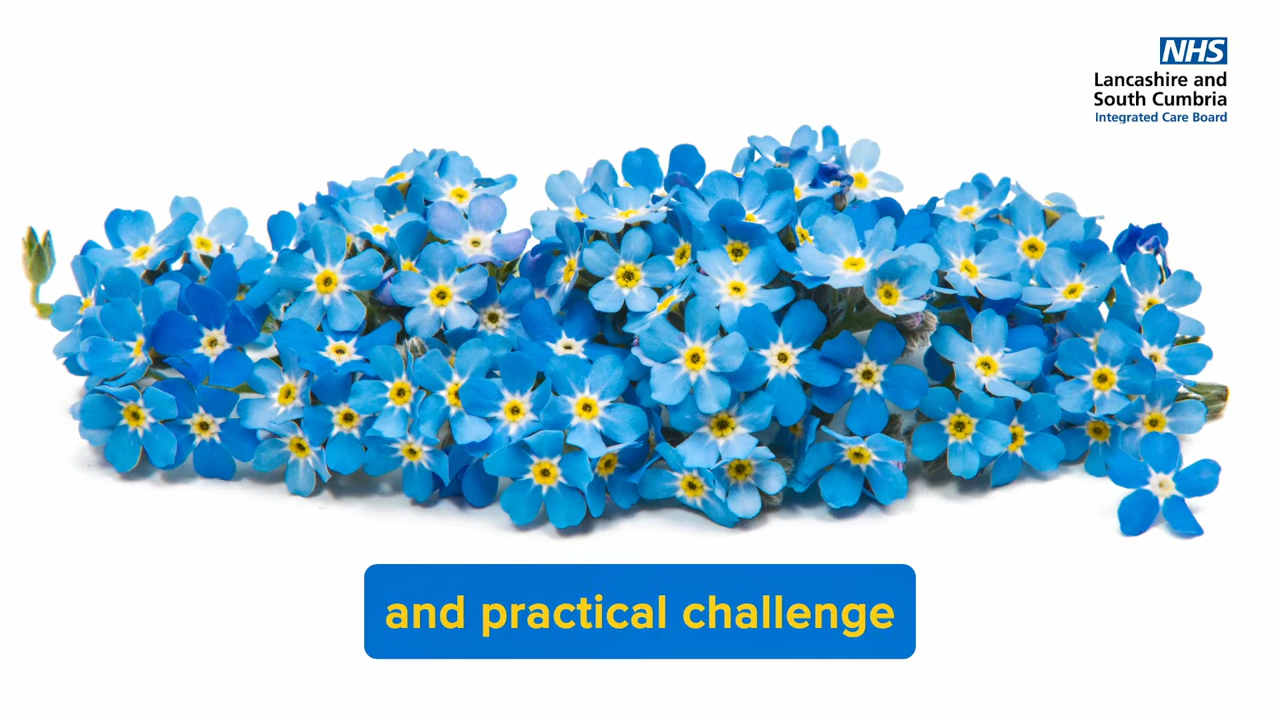 NHS
Lancashire and
South Cumbria
Integrated Care Board
and practical challenge